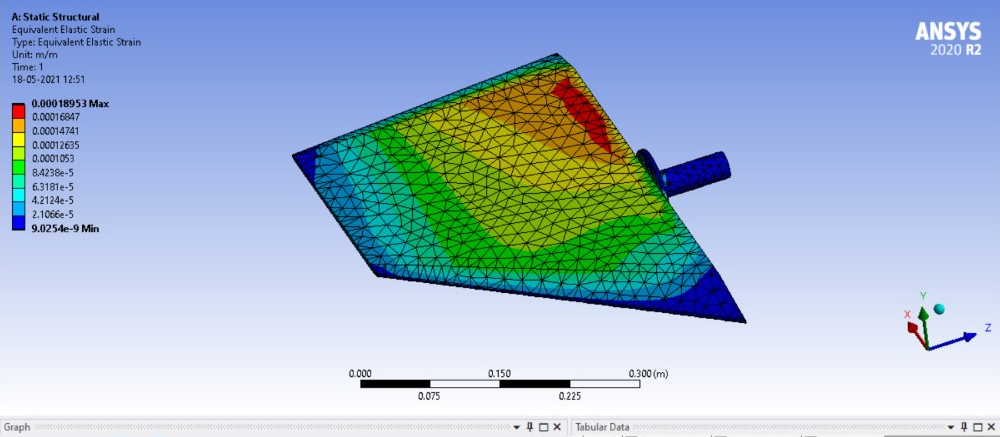 A: Static Structural
Equivalent Elastic Strain
Type: Equivalent Elastic Strain
Unit: m/m
Time: 1
18-05-2021 12:51
0.00018953 Max
0.00016847
0.00014741
0.00012635
0.0001053
8.4238e-5
6.3181e-5
4.2124e-5
2.1066e-5
9.0254e-9 Min
ANSYS
2020 R2
Y
X
Z
0.000
0.150
0.300 (m)
0.075
0.225
Graph
Tabular Data